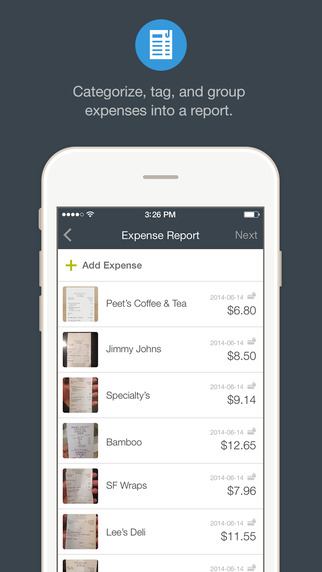 Categorize, tag, and group
expenses into a report.
3:26 PM
Expense Report Next
+ Add Expense
Peet's Coffee & Tea 2014-06-14 $6.80
Jimmy Johns 2014-06-14 $8.50
Specialty's 2014-06-14 $9.14
Bamboo 2014-06-14 $12.65
SF Wraps 2014-06-14 $7.96
Lee's Deli 2014-06-14 $11.55